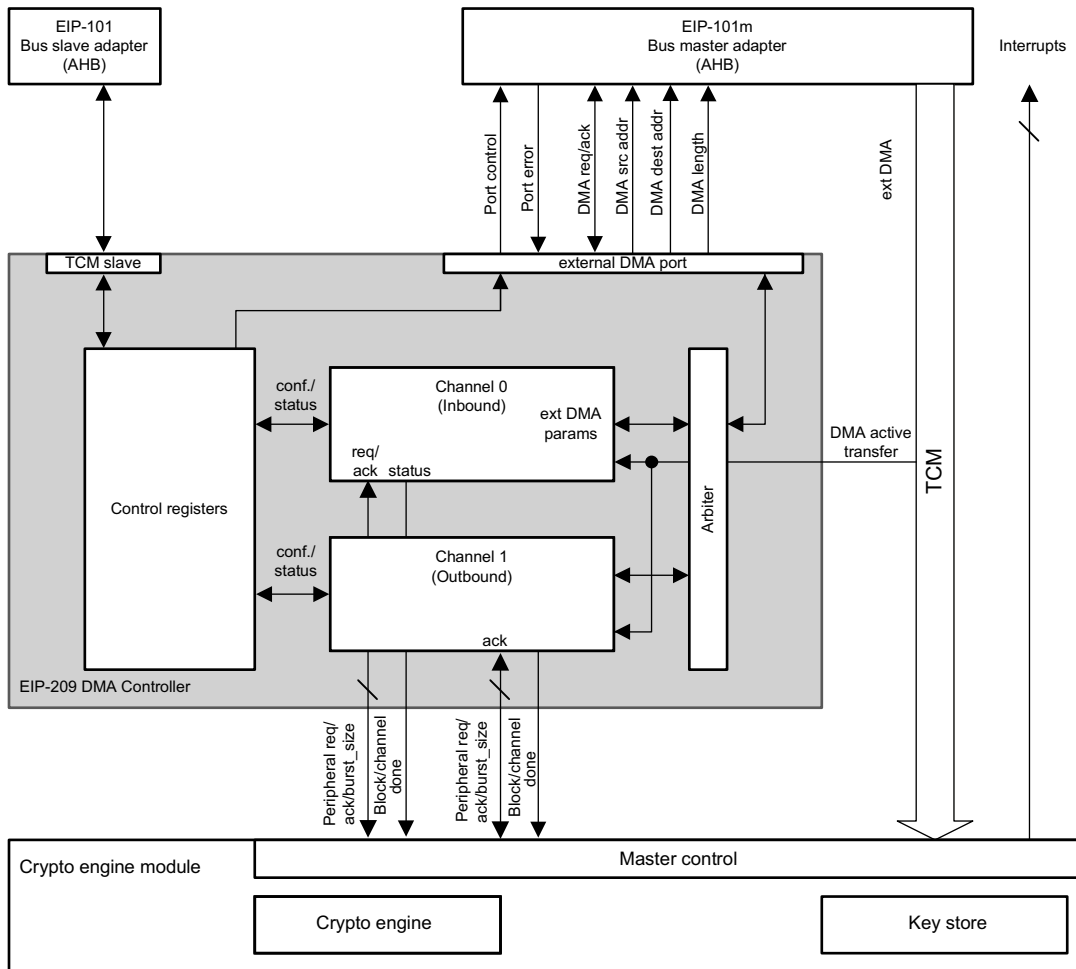 EIP-101
Bus slave adapter
(AHB)
EIP-101m
Bus master adapter
(AHB)
Interrupts
Port control
Port error
DMA req/ack
DMA src addr
DMA dest addr
DMA length
ext DMA
TCM slave
external DMA port
conf./
status
Channel 0
(Inbound)
ext DMA
params
req/
ack
status
DMA active
transfer
TCM
Control registers
Arbiter
conf./
status
Channel 1
(Outbound)
ack
EIP-209 DMA Controller
Peripheral req/
ack/burst_size
Block/channel
done
Peripheral req/
ack/burst_size
Block/channel
done
Crypto engine module
Master control
Crypto engine
Key store